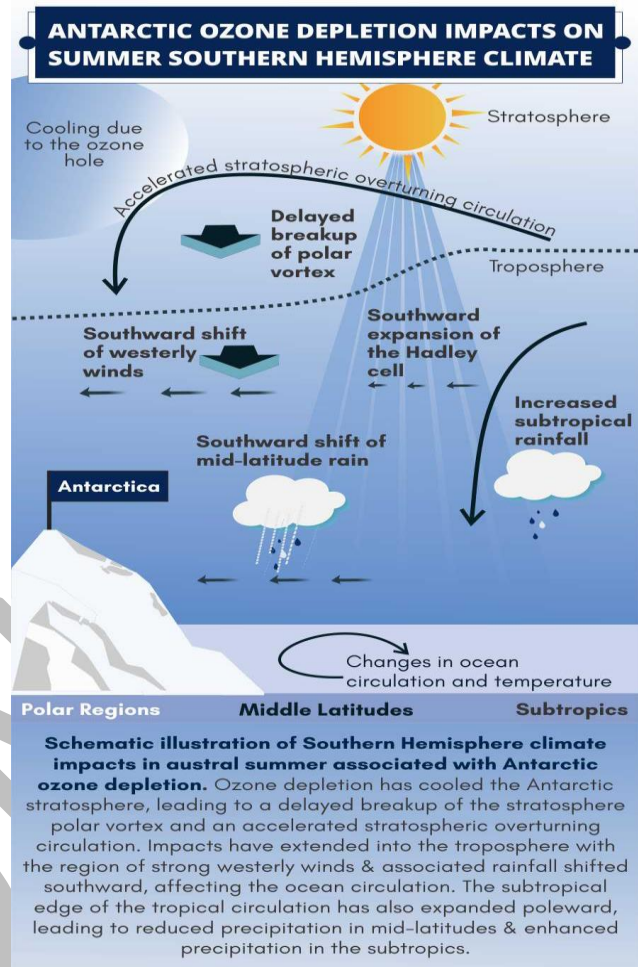 ANTARCTIC OZONE DEPLETION IMPACTS ON
SUMMER SOUTHERN HEMISPHERE CLIMATE
Cooling due
to the ozone
hole
Stratosphere
Accelerated stratospheric overturning circulation
Delayed
breakup
of polar
vortex
Troposphere
Southward shift
of westerly
winds
Southward
expansion of
the Hadley
cell
Increased
subtropical
rainfall
Southward shift of
mid-latitude rain
Antarctica
Changes in ocean
circulation and temperature
Polar Regions
Middle Latitudes
Subtropics
Schematic illustration of Southern Hemisphere climate
impacts in austral summer associated with Antarctic
ozone depletion. Ozone depletion has cooled the Antarctic
stratosphere, leading to a delayed breakup of the stratosphere
polar vortex and an accelerated stratospheric overturning
circulation. Impacts have extended into the troposphere with
the region of strong westerly winds & associated rainfall shifted
southward, affecting the ocean circulation. The subtropical
edge of the tropical circulation has also expanded poleward,
leading to reduced precipitation in mid-latitudes & enhanced
precipitation in the subtropics.